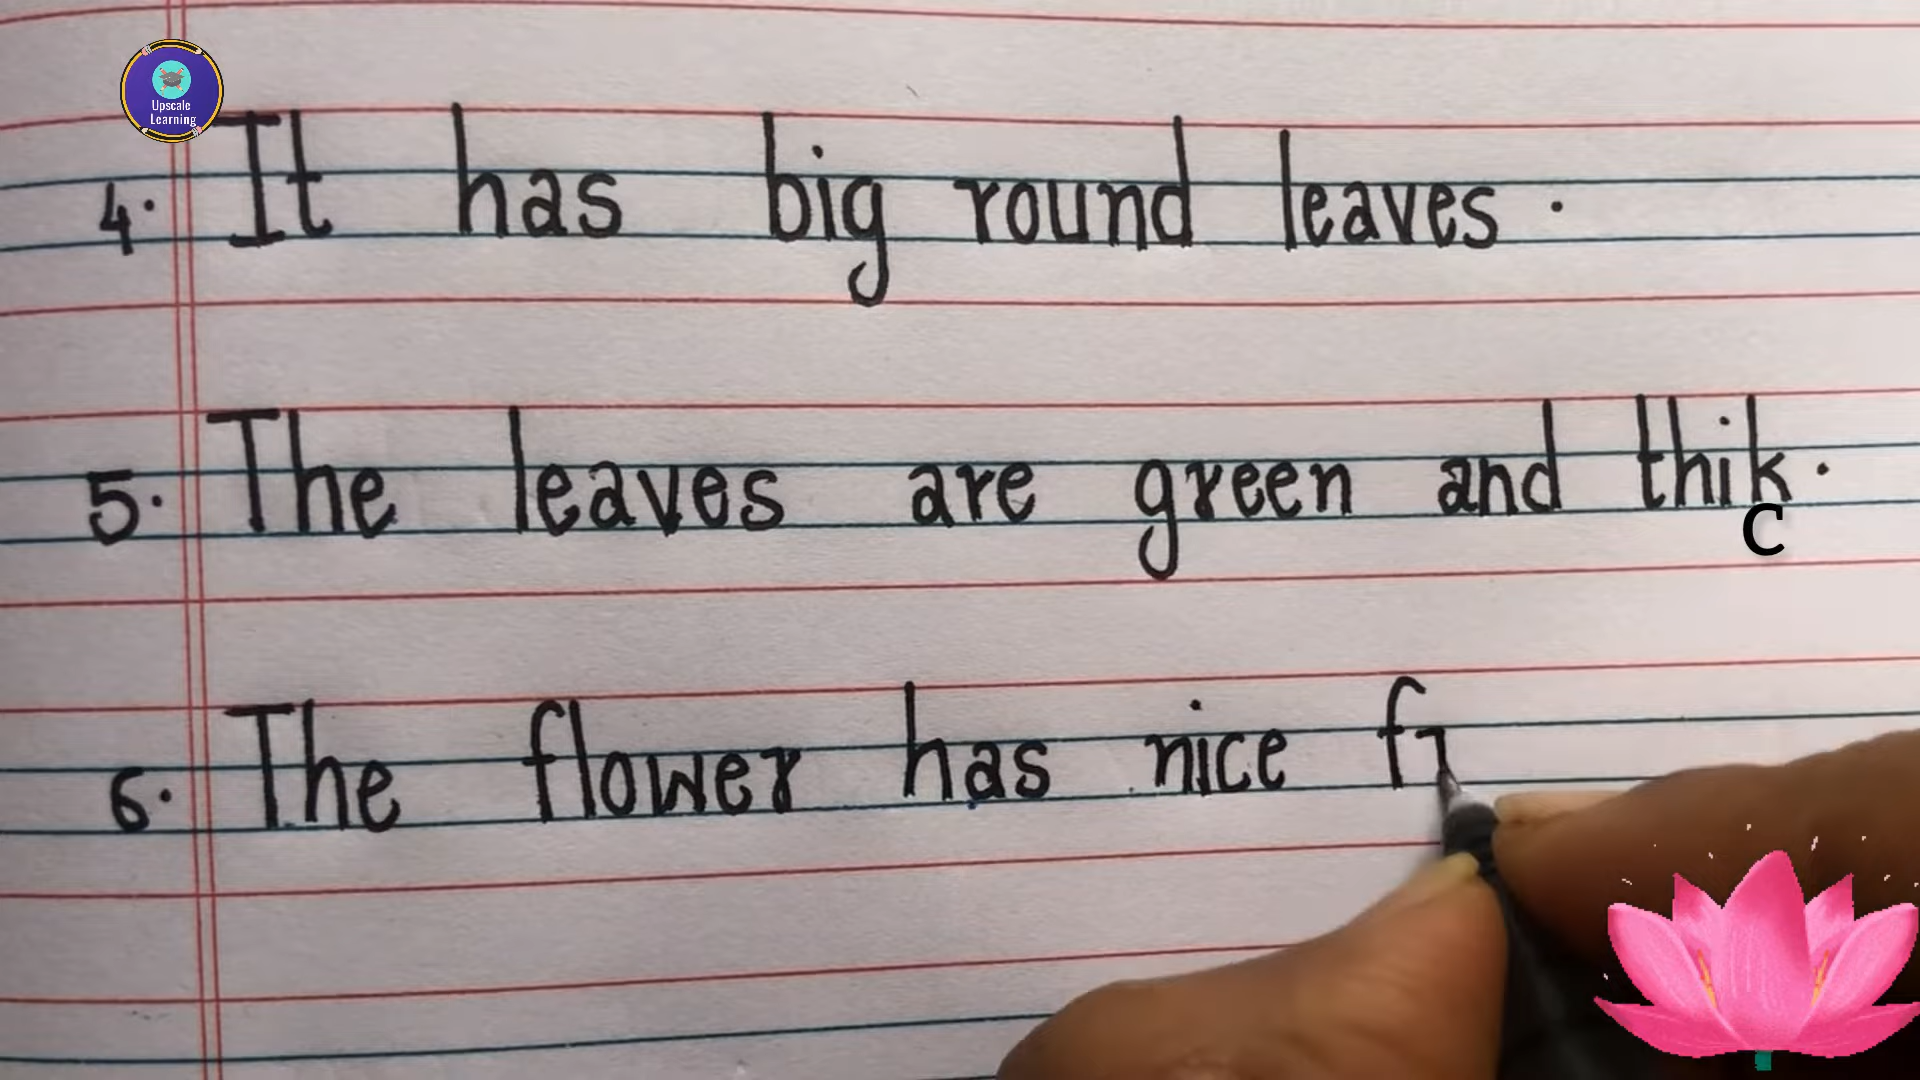 Upscale
Learning
4. It has big round leaves.
5. The leaves are green and thik.
C
6. The flower has nice f